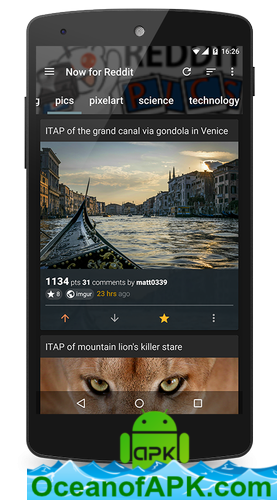 16:26
REDDIT
PICS
Now for Reddit
pics pixelart science technology
ITAP of the grand canal via gondola in Venice
1134 pts 31 comments by matt0339
8 imgur 23 hrs ago
ITAP of mountain lion's killer stare
APK
OceanofAPK.com